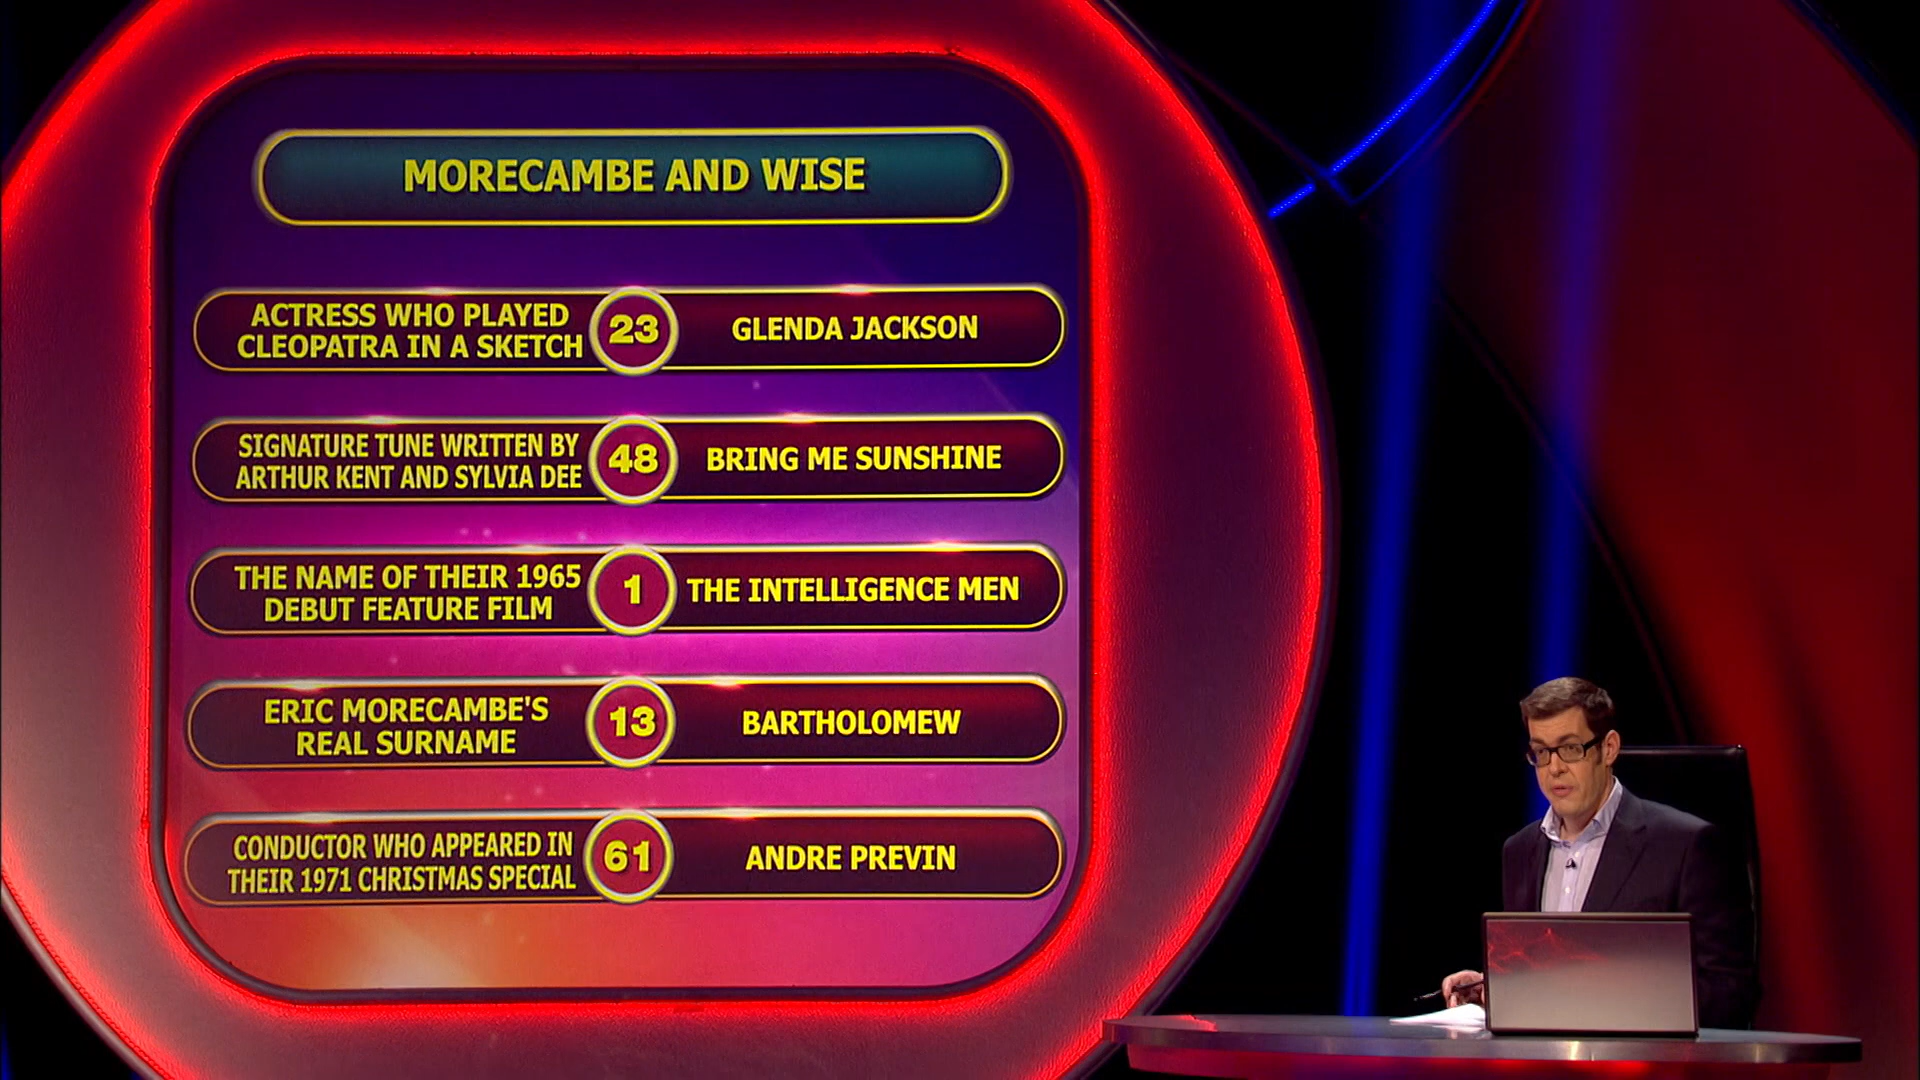 MORECAMBE AND WISE
ACTRESS WHO PLAYED
CLEOPATRA IN A SKETCH
23
GLENDA JACKSON
SIGNATURE TUNE WRITTEN BY
ARTHUR KENT AND SYLVIA DEE
48
BRING ME SUNSHINE
THE NAME OF THEIR 1965
DEBUT FEATURE FILM
1
THE INTELLIGENCE MEN
ERIC MORECAMBE'S
REAL SURNAME
13
BARTHOLOMEW
CONDUCTOR WHO APPEARED IN
THEIR 1971 CHRISTMAS SPECIAL
61
ANDRE PREVIN